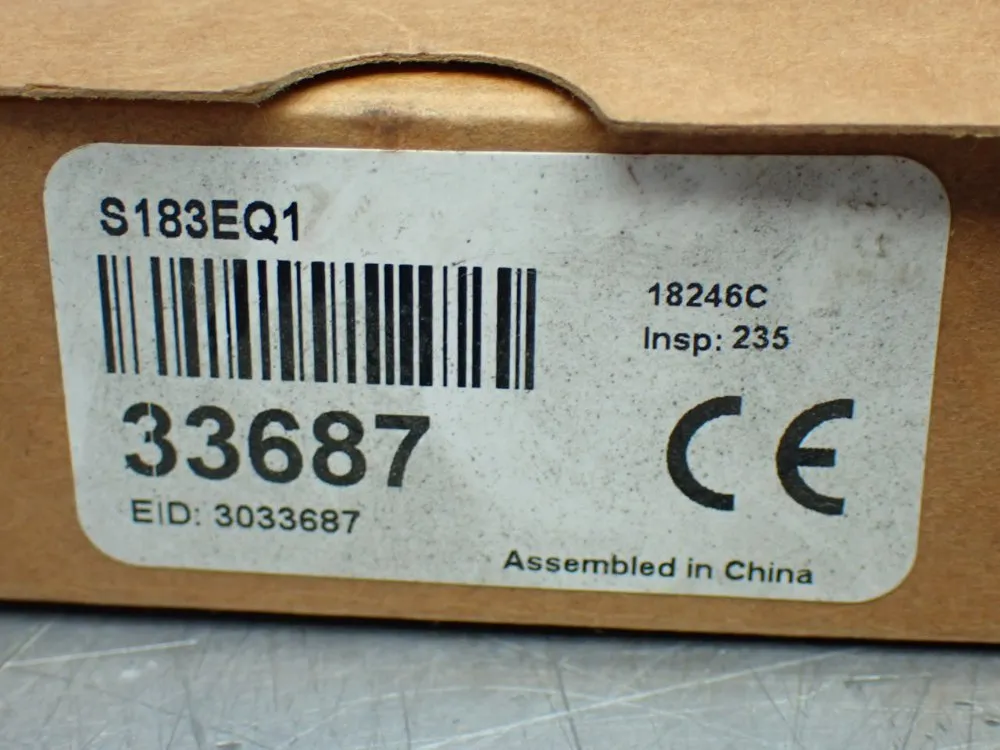 S183EQ1
18246C
Insp: 235
33687
EID: 3033687
CE
Assembled in China